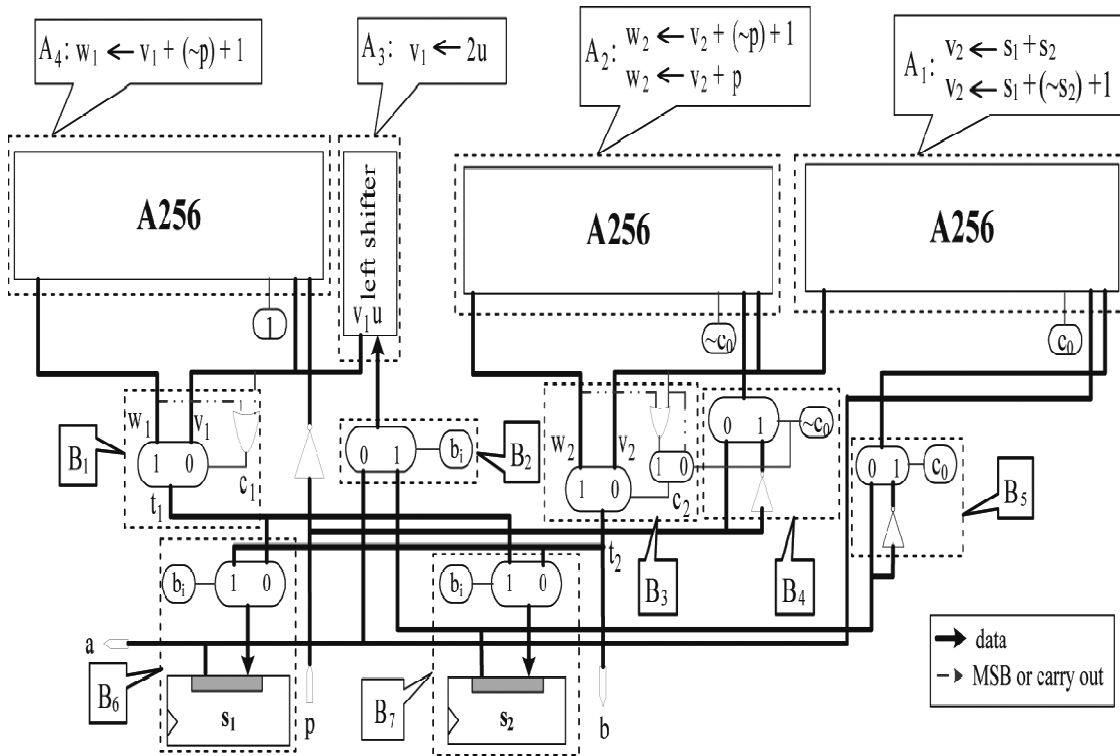 A₄: w₁ ← v₁ + (~p) + 1
A₃: v₁ ← 2u
A₂: w₂ ← v₂ + (~p) + 1
w₂ ← v₂ + p
A₁: v₂ ← s₁ + s₂
v₂ ← s₁ + (~s₂) + 1
A256
left shifter
A256
A256
v₁ u
1
~c₀
c₀
w₁ v₁
B₁
1 0
c₁
t₁
0 1
bᵢ
B₂
w₂ v₂
1 0
1 0
c₂
0 1
~c₀
0 1
c₀
B₅
t₂
B₃
B₄
bᵢ
1 0
bᵢ
1 0
a
B₆
s₁
p
B₇
s₂
b
data
MSB or carry out